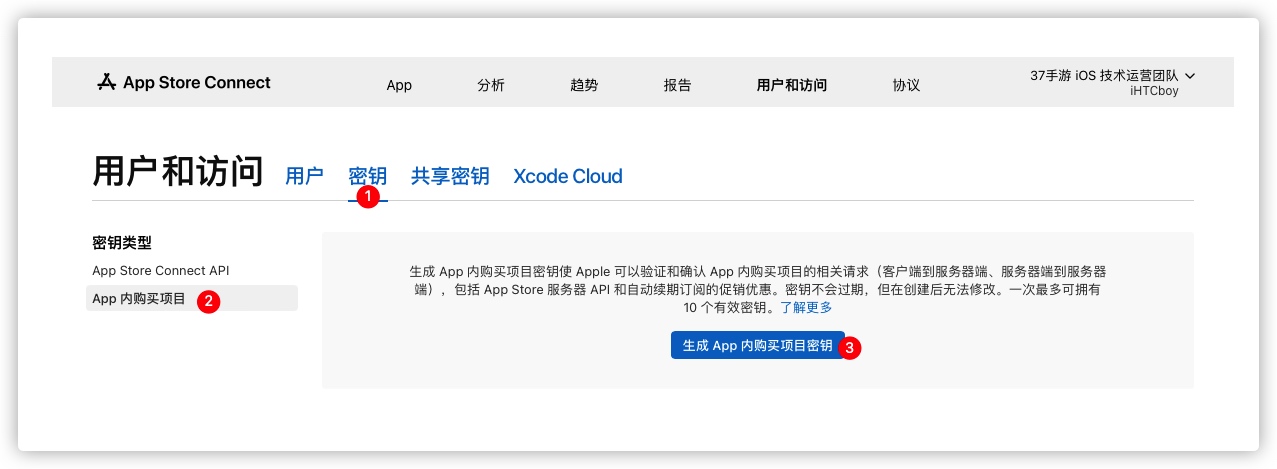 App Store Connect
App 分析 趋势 报告 用户和访问 协议
37手游 iOS 技术运营团队
iHTCboy
用户和访问 用户 密钥 共享密钥 Xcode Cloud
1
密钥类型
App Store Connect API
App 内购买项目 2
生成 App 内购买项目密钥使 Apple 可以验证和确认 App 内购买项目的相关请求（客户端到服务器端、服务器端到服务器
端），包括 App Store 服务器 API 和自动续期订阅的促销优惠。密钥不会过期，但在创建后无法修改。一次最多可拥有
10 个有效密钥。了解更多
生成 App 内购买项目密钥 3